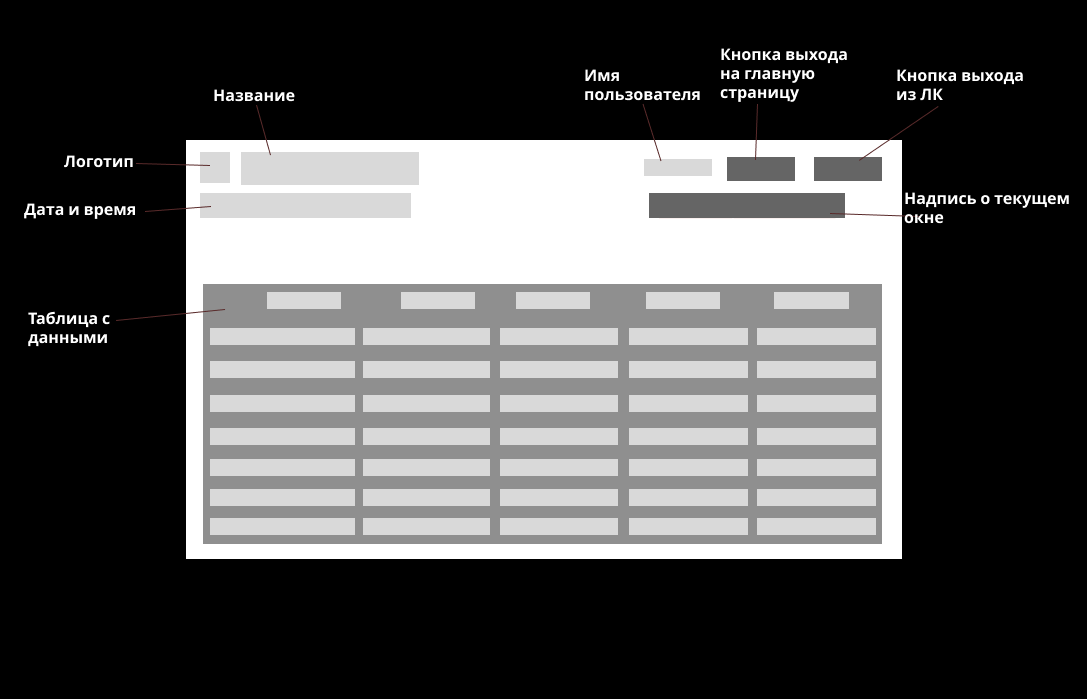 Кнопка выхода
на главную
страницу
Имя
пользователя
Кнопка выхода
из ЛК
Название
Логотип
Дата и время
Надпись о текущем
окне
Таблица с
данными